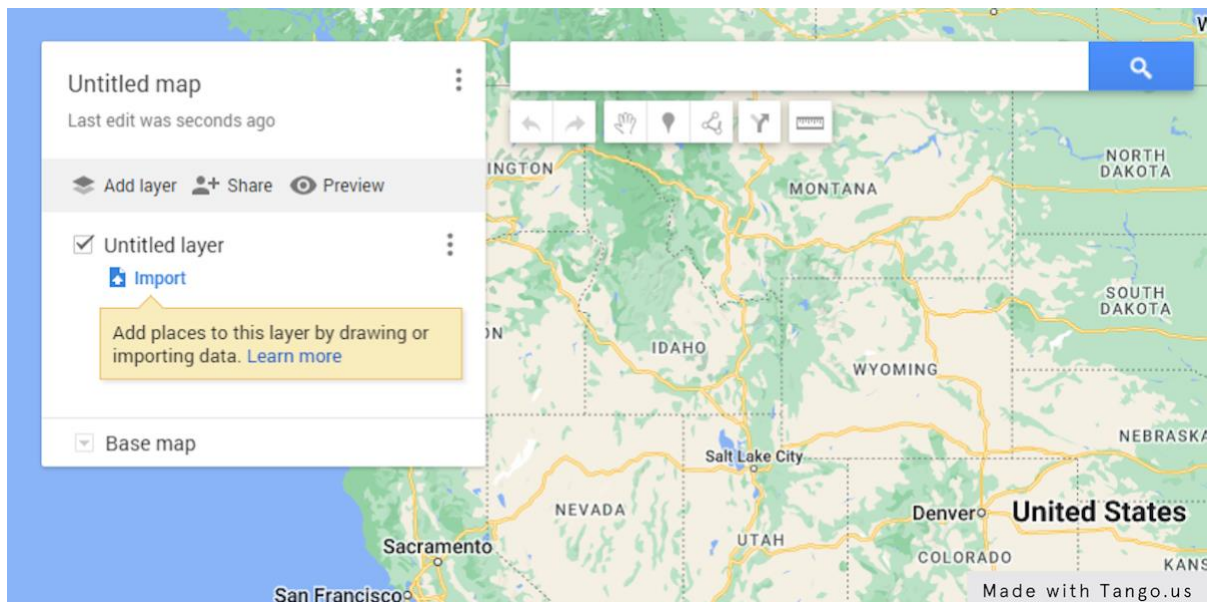 Untitled map
Last edit was seconds ago
Add layer Share Preview
Untitled layer
Import
Add places to this layer by drawing or
importing data. Learn more
Base map
W
INGTON
MONTANA
NORTH
DAKOTA
SOUTH
DAKOTA
ON
IDAHO
WYOMING
NEBRASKA
Salt Lake City
NEVADA
Denver
United States
UTAH
Sacramento
COLORADO
KANS
San Francisco
Made with Tango.us